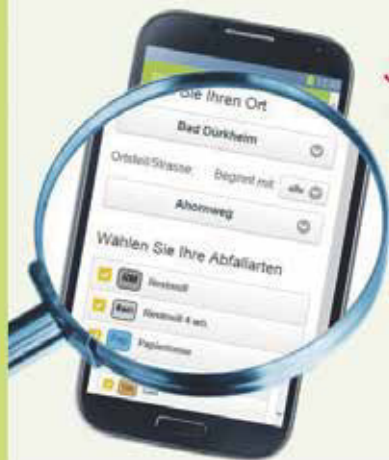 Sie Ihren Ort
Bad Dürkheim
Ortsteil/Strasse: Beginnt mit: alle
Ahornweg
Wählen Sie Ihre Abfallarten
Restmüll
Restmüll 4 wö.
Papiertonne